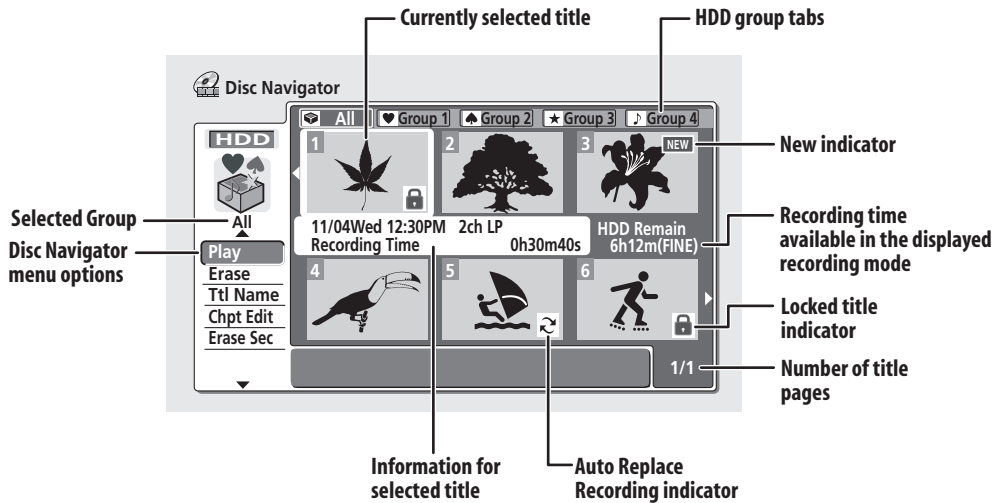 Currently selected title
HDD group tabs
Disc Navigator
All
Group 1
Group 2
Group 3
Group 4
HDD
1
2
3
NEW
New indicator
Selected Group
All
11/04Wed 12:30PM 2ch LP
Recording Time 0h30m40s
HDD Remain
6h12m(FINE)
Recording time
available in the displayed
recording mode
Disc Navigator
menu options
Play
Erase
Ttl Name
Chpt Edit
Erase Sec
4
5
6
Locked title
indicator
1/1
Number of title
pages
Information for
selected title
Auto Replace
Recording indicator